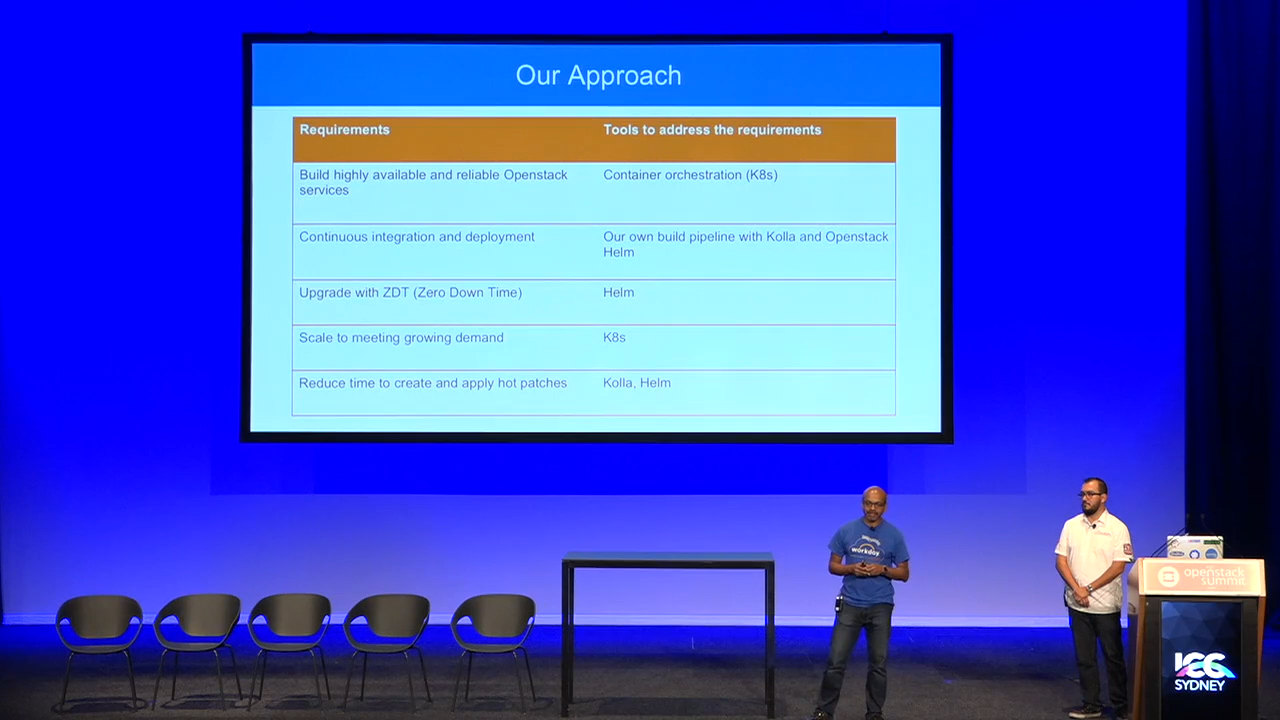 Our Approach
Requirements
Tools to address the requirements
Build highly available and reliable Openstack
services
Container orchestration (K8s)
Continuous integration and deployment
Our own build pipeline with Kolla and Openstack
Helm
Upgrade with ZDT (Zero Down Time)
Helm
Scale to meeting growing demand
K8s
Reduce time to create and apply hot patches
Kolla, Helm
workday
openstack
summit
ICC
SYDNEY